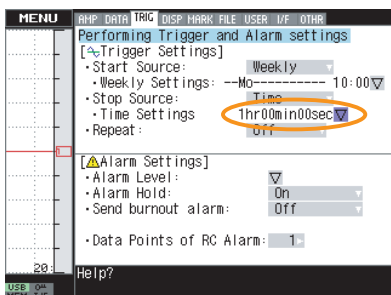 MENU AMP DATA TRIG DISP MARK FILE USER I/F OTHR
Performing Trigger and Alarm settings
[Trigger Settings]
・Start Source: Weekly
・Weekly Settings: --Mo---------- 10:00
・Stop Source: Time
・Time Settings 1hr00min00sec
・Repeat: Off
[Alarm Settings]
・Alarm Level:
・Alarm Hold: On
・Send burnout alarm: Off
・Data Points of RC Alarm: 1
20:
Help?
USB